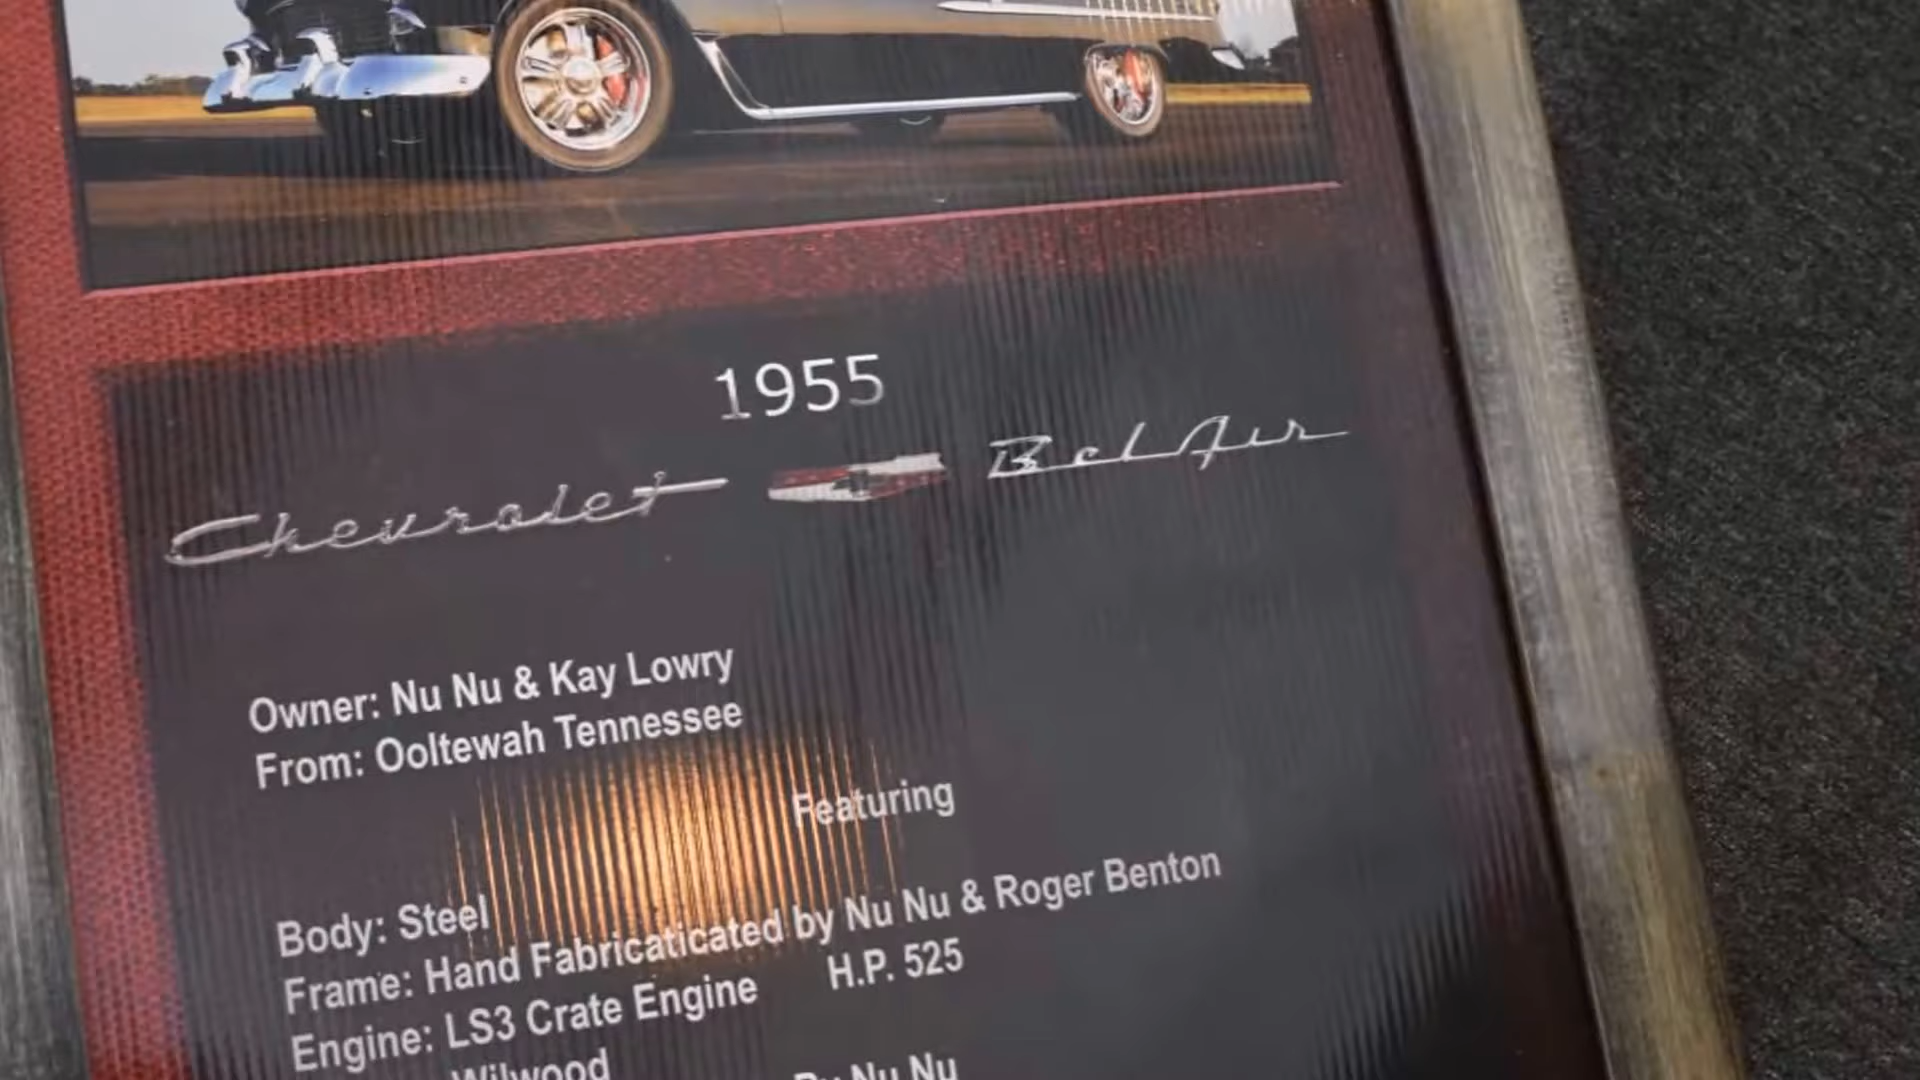 1955
Chevrolet Bel Air
Owner: Nu Nu & Kay Lowry
From: Ooltewah Tennessee
Featuring
Body: Steel
Frame: Hand Fabricaticated by Nu Nu & Roger Benton
Engine: LS3 Crate Engine H.P. 525
Wilwood By Nu Nu